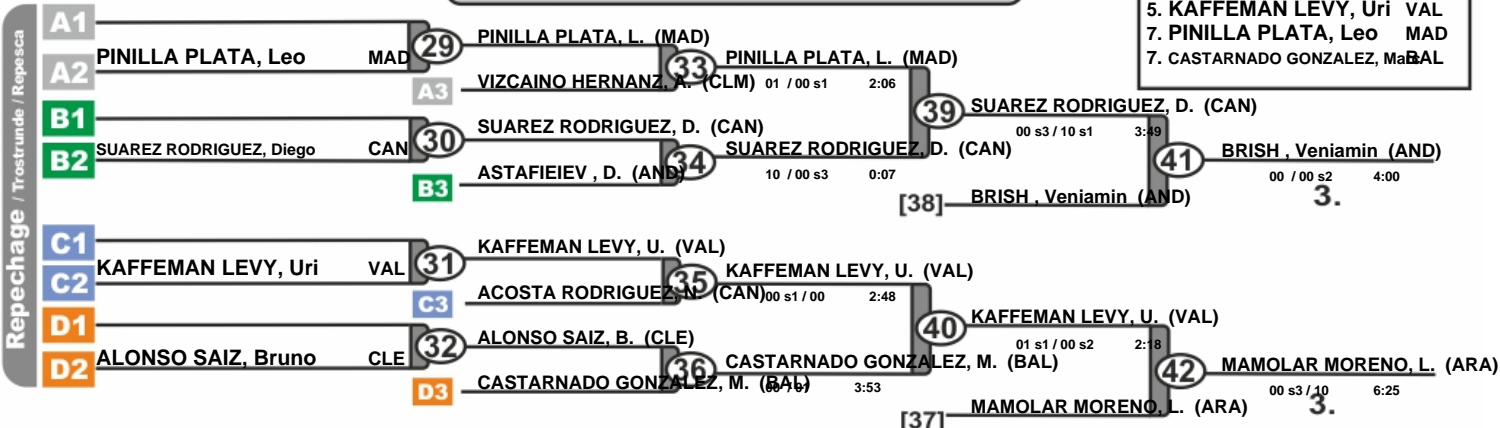 Repechage / Trostrunde / Repesca
A1
A2
PINILLA PLATA, Leo MAD
B1
B2
SUAREZ RODRIGUEZ, Diego CAN
C1
C2
KAFFEMAN LEVY, Uri VAL
D1
D2
ALONSO SAIZ, Bruno CLE
29
30
31
32
PINILLA PLATA, L. (MAD)
A3 VIZCAINO HERNANZ, A. (CLM)
SUAREZ RODRIGUEZ, D. (CAN)
B3 ASTAFIEIEV , D. (AND)
KAFFEMAN LEVY, U. (VAL)
C3 ACOSTA RODRIGUEZ, N. (CAN)
ALONSO SAIZ, B. (CLE)
D3 CASTARNADO GONZALEZ, M. (BAL)
33
34
35
36
PINILLA PLATA, L. (MAD)
01 / 00 s1 2:06
SUAREZ RODRIGUEZ, D. (CAN)
10 / 00 s3 0:07
KAFFEMAN LEVY, U. (VAL)
00 s1 / 00 2:48
CASTARNADO GONZALEZ, M. (BAL)
3:53
39
40
SUAREZ RODRIGUEZ, D. (CAN)
00 s3 / 10 s1 3:49
[38] BRISH , Veniamin (AND)
KAFFEMAN LEVY, U. (VAL)
01 s1 / 00 s2 2:18
[37] MAMOLAR MORENO, L. (ARA)
41
42
BRISH , Veniamin (AND)
00 / 00 s2 4:00
3.
MAMOLAR MORENO, L. (ARA)
00 s3 / 10 6:25
3.
5. KAFFEMAN LEVY, Uri VAL
7. PINILLA PLATA, Leo MAD
7. CASTARNADO GONZALEZ, BAL